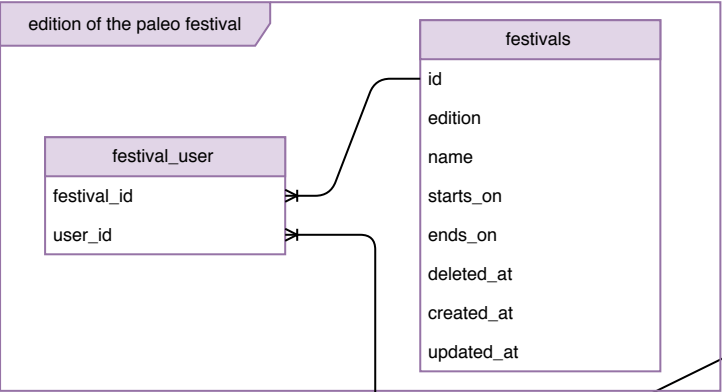 edition of the paleo festival
festivals
id
edition
name
starts_on
ends_on
deleted_at
created_at
updated_at
festival_user
festival_id
user_id